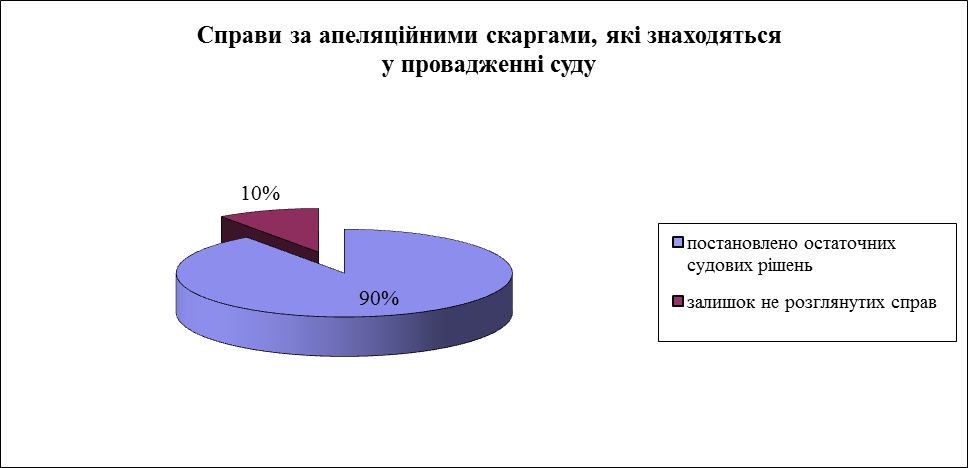 Справи за апеляційними скаргами, які знаходяться
у провадженні суду
10%
90%
постановлено остаточних
судових рішень
залишок не розглянутих справ